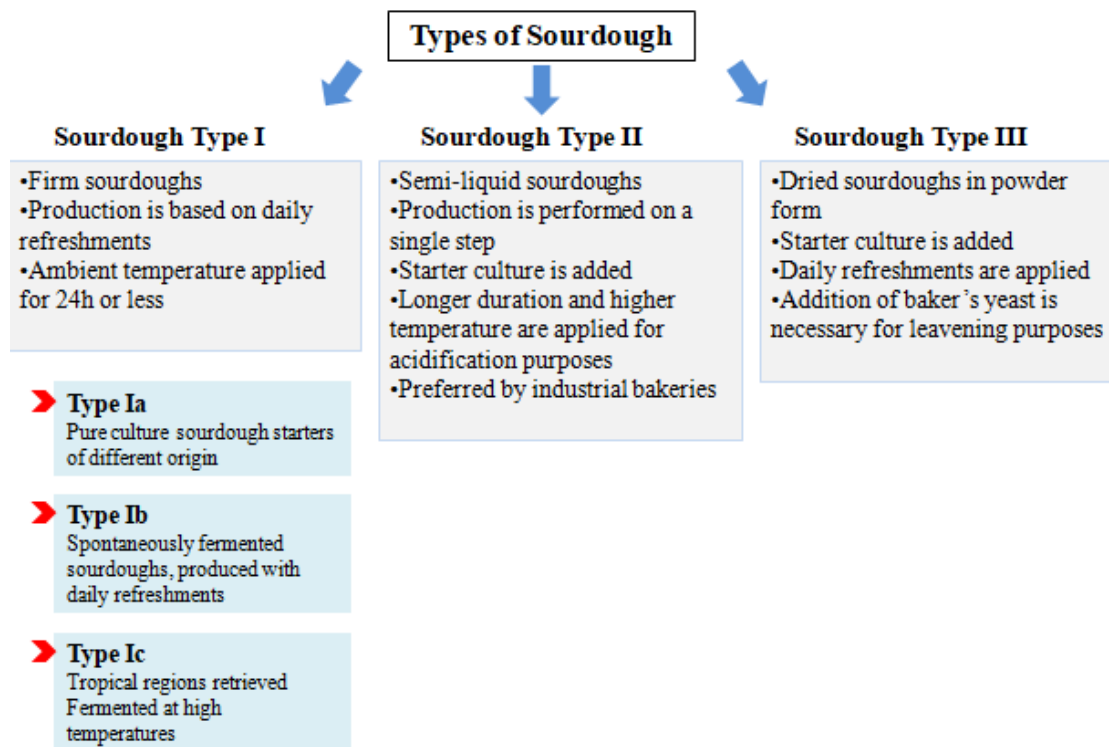 Types of Sourdough
Sourdough Type I
•Firm sourdoughs
•Production is based on daily
refreshments
•Ambient temperature applied
for 24h or less
Type Ia
Pure culture sourdough starters
of different origin
Type Ib
Spontaneously fermented
sourdoughs, produced with
daily refreshments
Type Ic
Tropical regions retrieved
Fermented at high
temperatures
Sourdough Type II
•Semi-liquid sourdoughs
•Production is performed on a
single step
•Starter culture is added
•Longer duration and higher
temperature are applied for
acidification purposes
•Preferred by industrial bakeries
Sourdough Type III
•Dried sourdoughs in powder
form
•Starter culture is added
•Daily refreshments are applied
•Addition of baker’s yeast is
necessary for leavening purposes